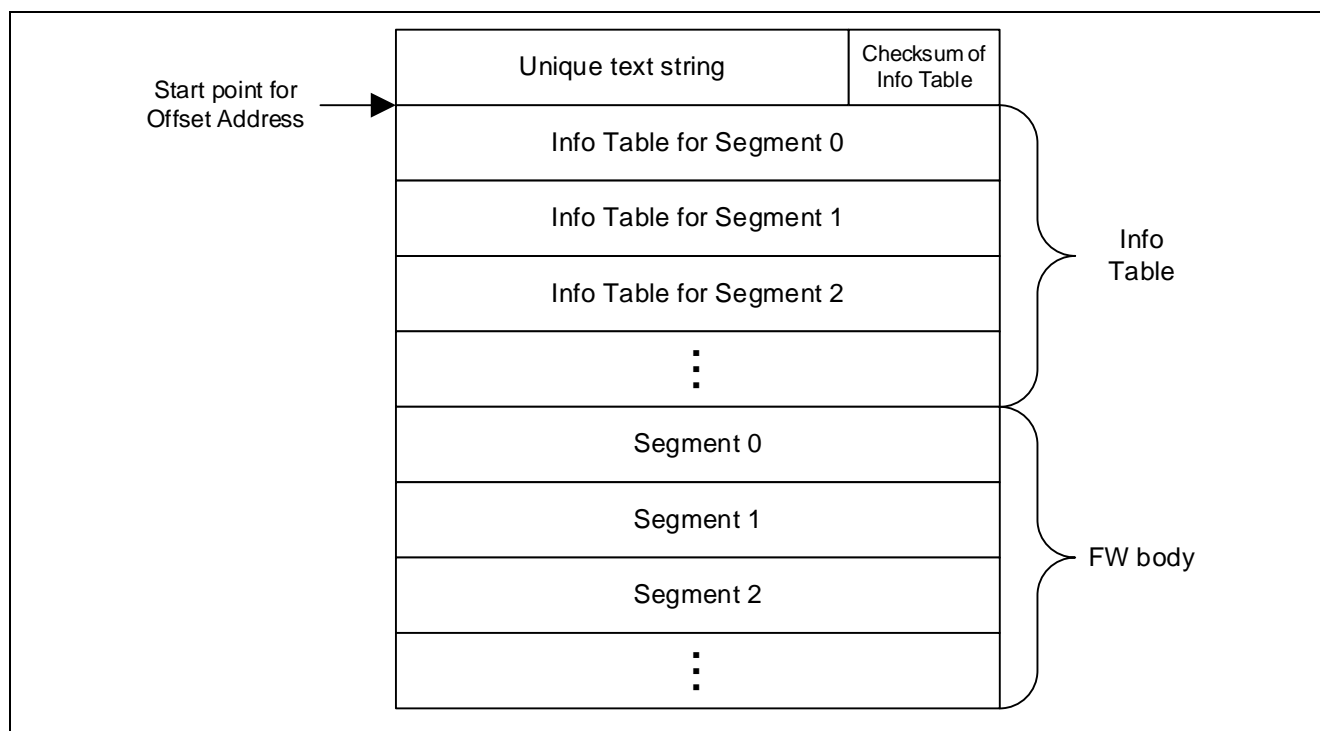 Unique text string
Checksum of
Info Table
Start point for
Offset Address
Info Table for Segment 0
Info Table for Segment 1
Info Table for Segment 2
⋮
Info
Table
Segment 0
Segment 1
Segment 2
⋮
FW body